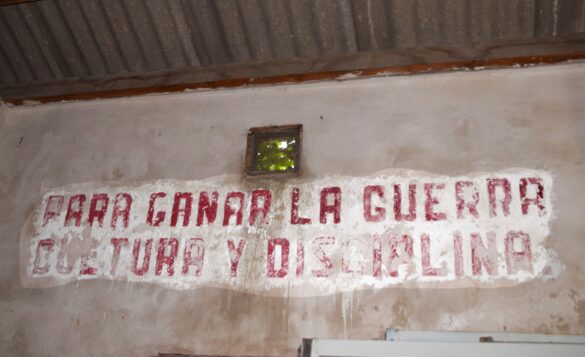 PARA GANAR LA GUERRA
CULTURA Y DISCIPLINA